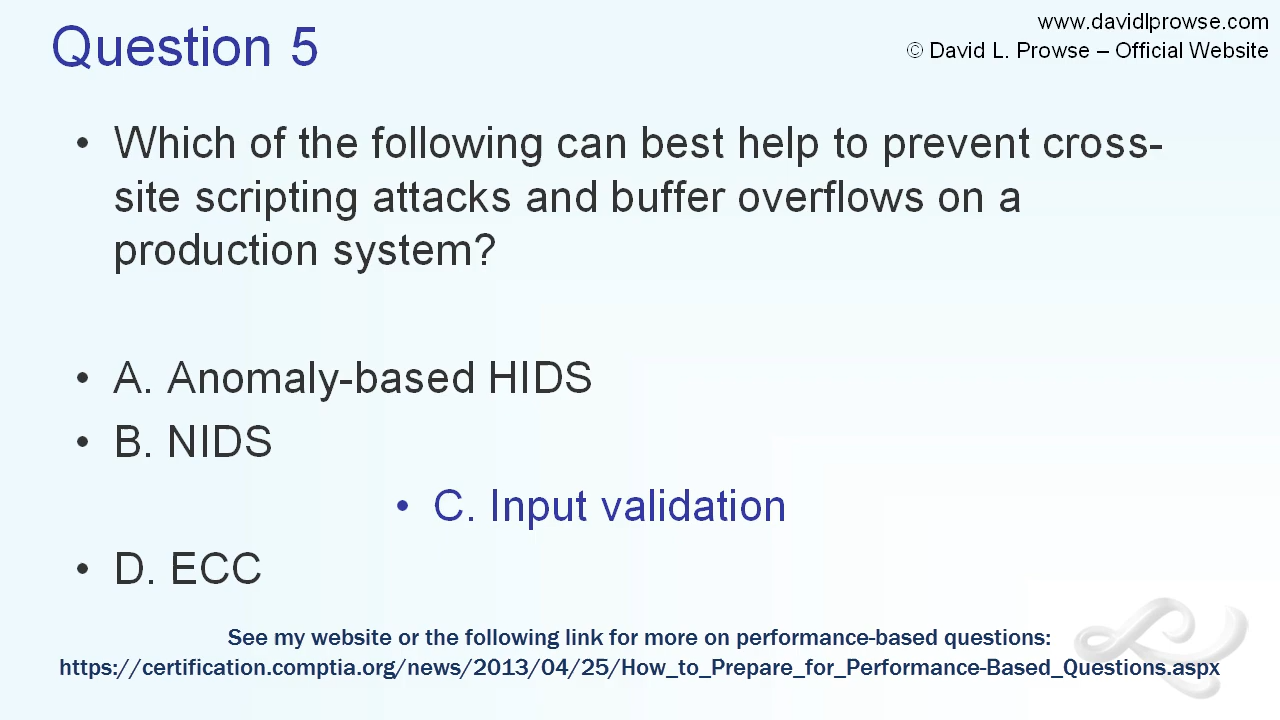 Question 5
www.davidlprowse.com
© David L. Prowse – Official Website
• Which of the following can best help to prevent cross-
site scripting attacks and buffer overflows on a
production system?
• A. Anomaly-based HIDS
• B. NIDS
• C. Input validation
• D. ECC
See my website or the following link for more on performance-based questions:
https://certification.comptia.org/news/2013/04/25/How_to_Prepare_for_Performance-Based_Questions.aspx